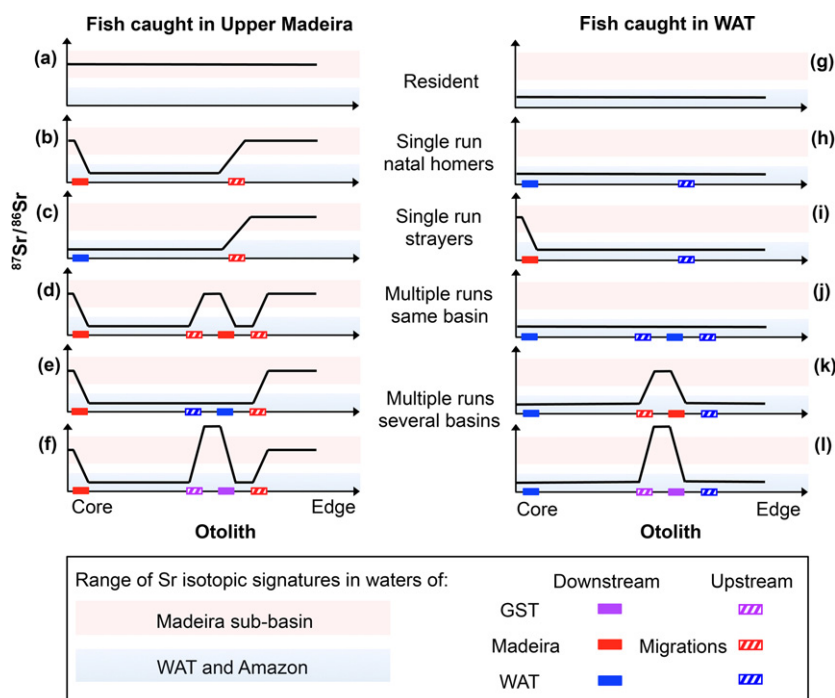 Fish caught in Upper Madeira
Fish caught in WAT
(a)
Resident
(g)
(b)
Single run
natal homers
(h)
(c)
Single run
strayers
(i)
(d)
Multiple runs
same basin
(j)
(e)
Multiple runs
several basins
(k)
(f)
(l)
⁸⁷Sr/⁸⁶Sr
Core
Edge
Otolith
Core
Edge
Otolith
Range of Sr isotopic signatures in waters of:
Madeira sub-basin
WAT and Amazon
Downstream
Upstream
GST
Madeira
Migrations
WAT